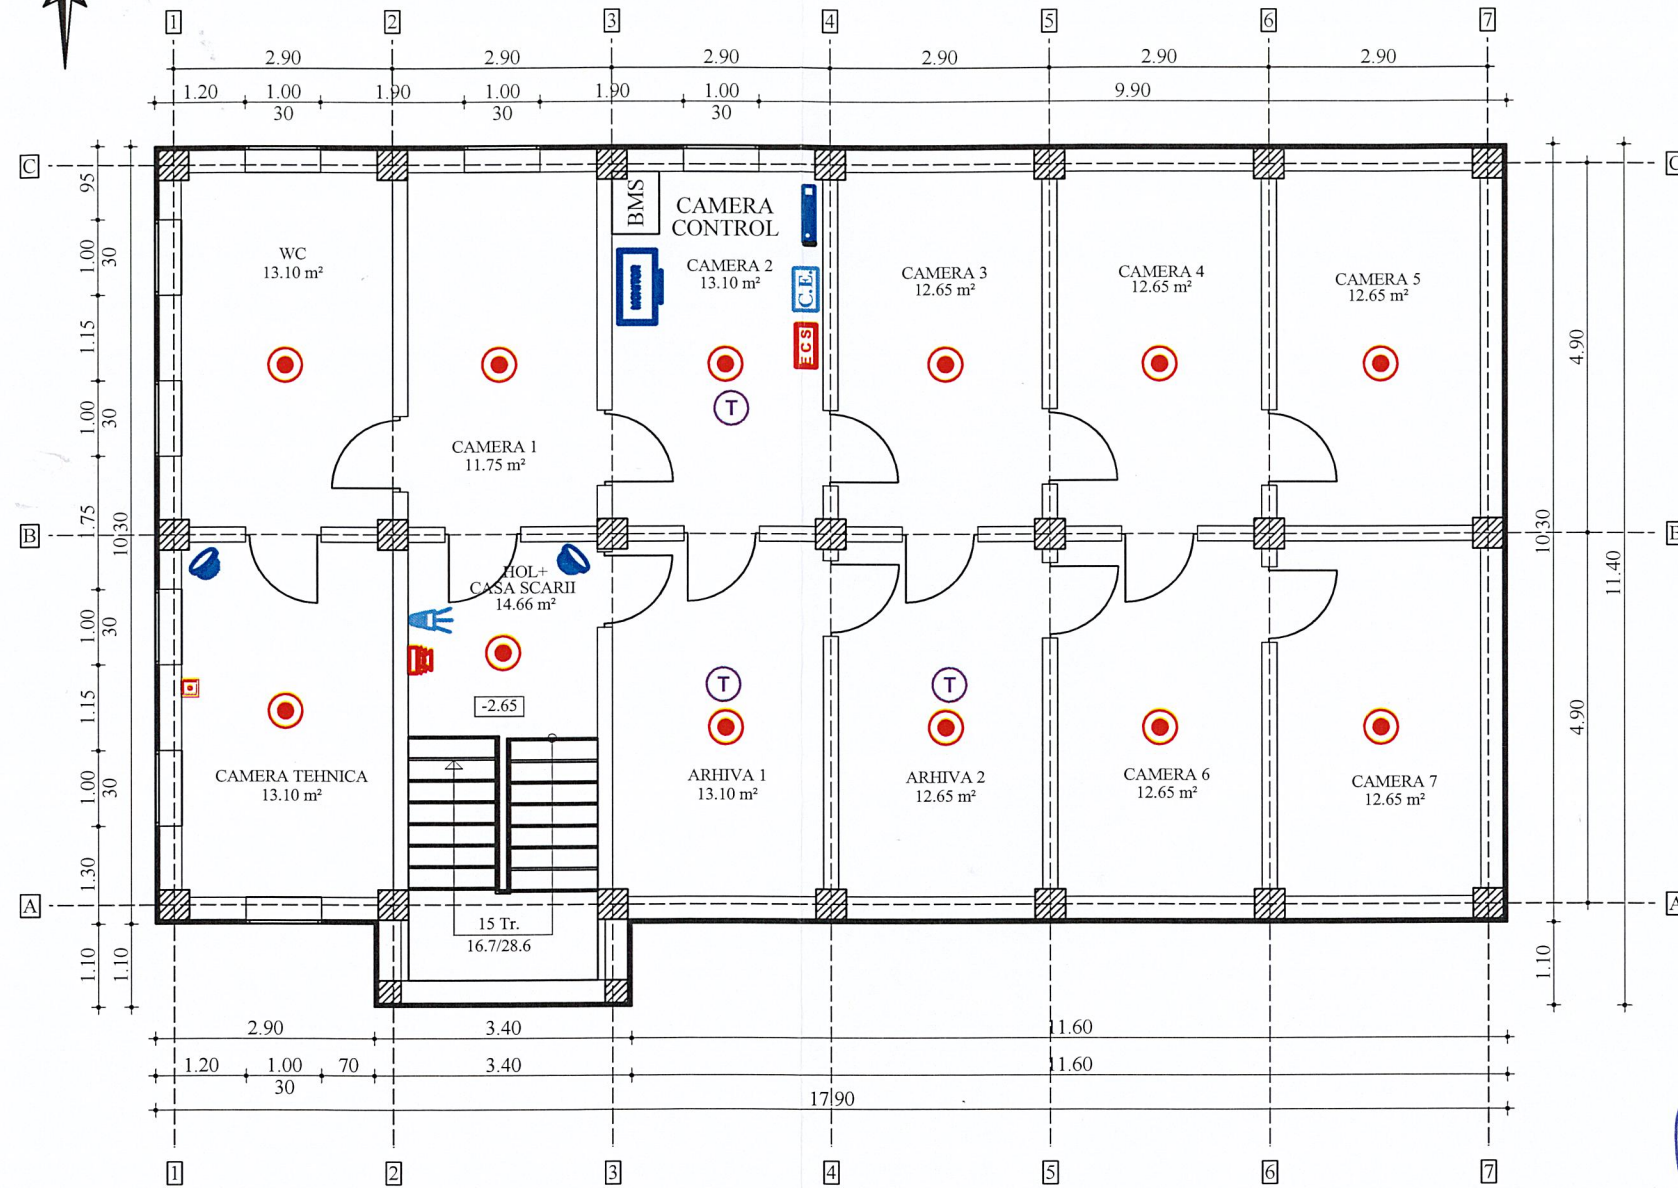 1 2 3 4 5 6 7
2.90 2.90 2.90 2.90 2.90 2.90
1.20 1.00 1.90 1.00 1.90 1.00 9.90
30 30 30
C C
BMS
CAMERA
CONTROL
WC
13.10 m²
CAMERA 2
13.10 m²
CAMERA 3
12.65 m²
CAMERA 4
12.65 m²
CAMERA 5
12.65 m²
MONITOR
C.E.
ECS
T
CAMERA 1
11.75 m²
95
1.00
30
1.15
1.00
30
75
10.30
1.00
30
1.15
1.00
30
1.30
1.10
1.10
4.90
10.30
11.40
4.90
1.10
B B
HOL+
CASA SCARII
14.66 m²
-2.65
T T
CAMERA TEHNICA
13.10 m²
ARHIVA 1
13.10 m²
ARHIVA 2
12.65 m²
CAMERA 6
12.65 m²
CAMERA 7
12.65 m²
A A
15 Tr.
16.7/28.6
2.90 3.40 11.60
1.20 1.00 70 3.40 11.60
30
17.90
1 2 3 4 5 6 7